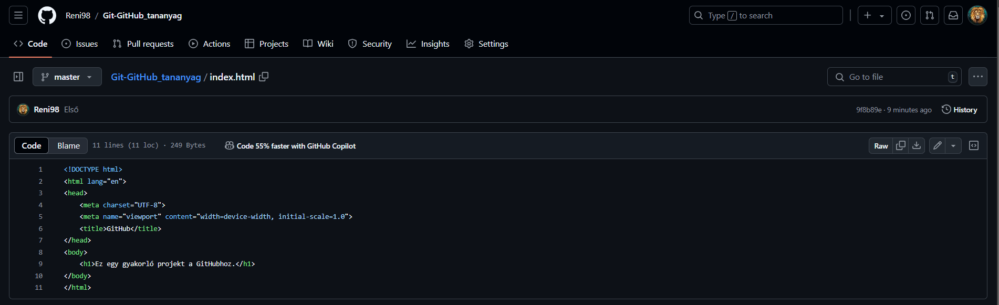 Reni98 / Git-GitHub_tananyag
Type / to search
Code Issues Pull requests Actions Projects Wiki Security Insights Settings
master Git-GitHub_tananyag / index.html
Go to file t
Reni98 Első
9f8b89e · 9 minutes ago History
Code Blame 11 lines (11 loc) · 249 Bytes Code 55% faster with GitHub Copilot
Raw
1 <!DOCTYPE html>
2 <html lang="en">
3 <head>
4 <meta charset="UTF-8">
5 <meta name="viewport" content="width=device-width, initial-scale=1.0">
6 <title>GitHub</title>
7 </head>
8 <body>
9 <h1>Ez egy gyakorló projekt a GitHubhoz.</h1>
10 </body>
11 </html>